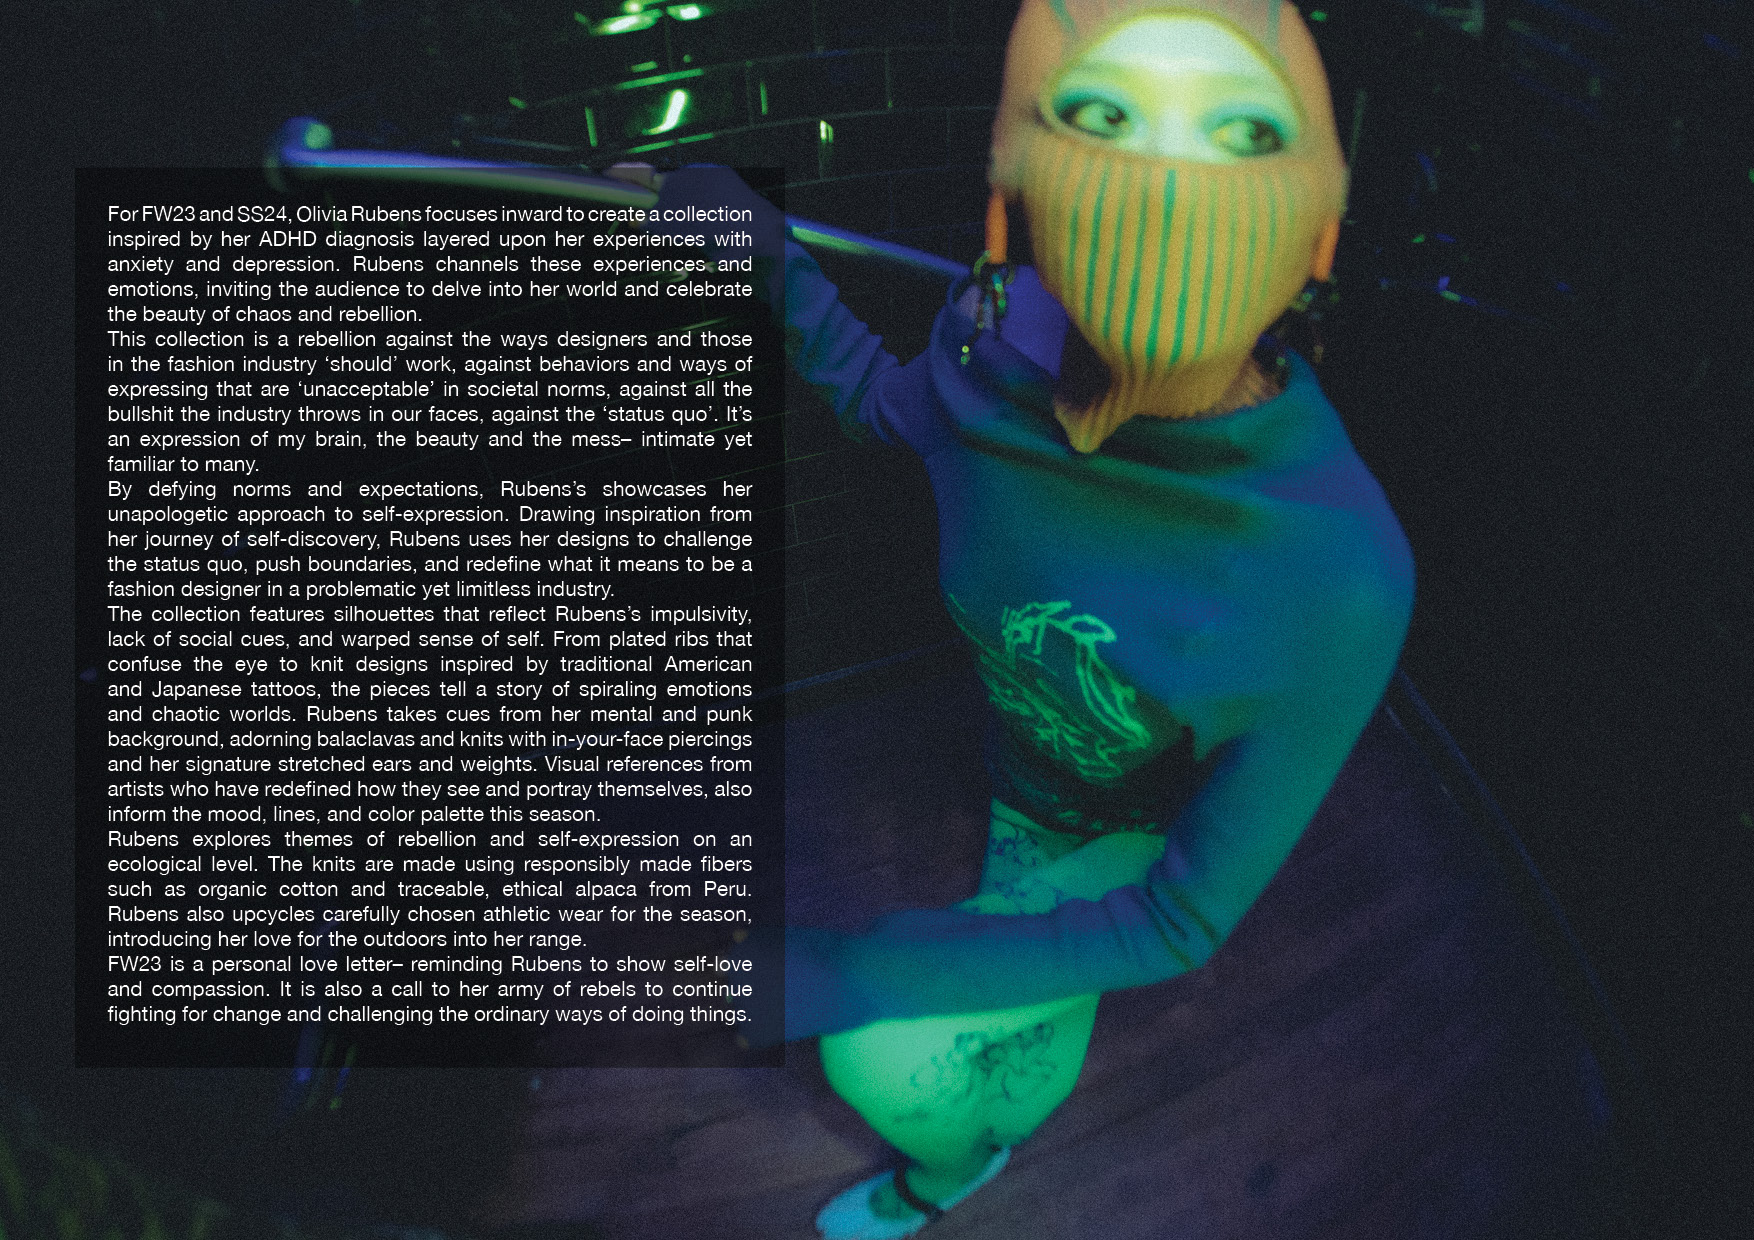 For FW23 and SS24, Olivia Rubens focuses inward to create a collection
inspired by her ADHD diagnosis layered upon her experiences with
anxiety and depression. Rubens channels these experiences and
emotions, inviting the audience to delve into her world and celebrate
the beauty of chaos and rebellion.
This collection is a rebellion against the ways designers and those
in the fashion industry ‘should’ work, against behaviors and ways of
expressing that are ‘unacceptable’ in societal norms, against all the
bullshit the industry throws in our faces, against the ‘status quo’. It’s
an expression of my brain, the beauty and the mess– intimate yet
familiar to many.
By defying norms and expectations, Rubens’s showcases her
unapologetic approach to self-expression. Drawing inspiration from
her journey of self-discovery, Rubens uses her designs to challenge
the status quo, push boundaries, and redefine what it means to be a
fashion designer in a problematic yet limitless industry.
The collection features silhouettes that reflect Rubens’s impulsivity,
lack of social cues, and warped sense of self. From plated ribs that
confuse the eye to knit designs inspired by traditional American
and Japanese tattoos, the pieces tell a story of spiraling emotions
and chaotic worlds. Rubens takes cues from her mental and punk
background, adorning balaclavas and knits with in-your-face piercings
and her signature stretched ears and weights. Visual references from
artists who have redefined how they see and portray themselves, also
inform the mood, lines, and color palette this season.
Rubens explores themes of rebellion and self-expression on an
ecological level. The knits are made using responsibly made fibers
such as organic cotton and traceable, ethical alpaca from Peru.
Rubens also upcycles carefully chosen athletic wear for the season,
introducing her love for the outdoors into her range.
FW23 is a personal love letter– reminding Rubens to show self-love
and compassion. It is also a call to her army of rebels to continue
fighting for change and challenging the ordinary ways of doing things.